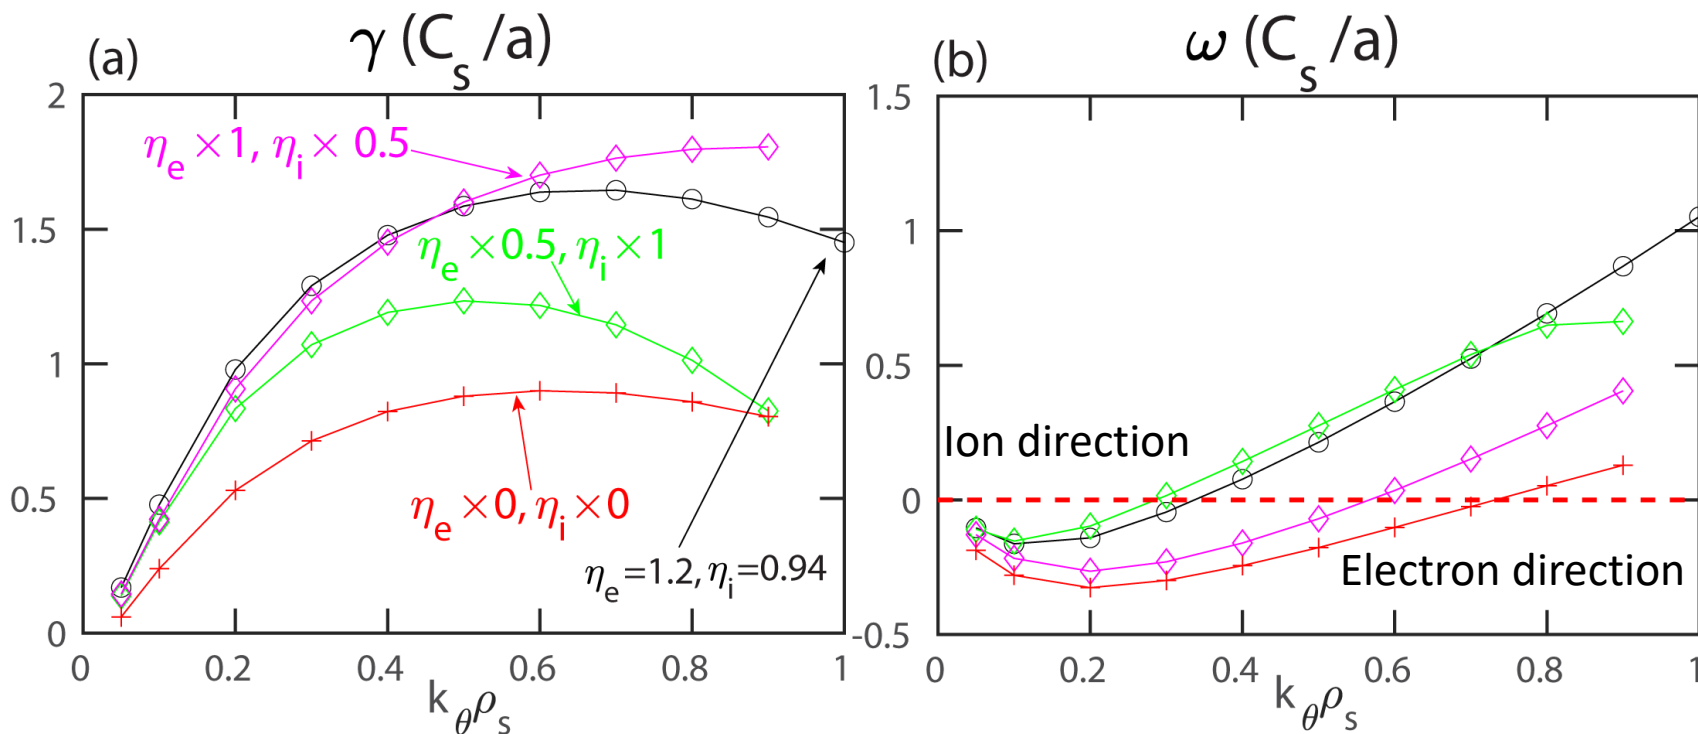 (a)
γ (C_s/a)
2
1.5
1
0.5
0
η_e ×1, η_i × 0.5
η_e ×0.5, η_i ×1
η_e ×0, η_i ×0
η_e=1.2, η_i=0.94
0 0.2 0.4 0.6 0.8 1
k_θρ_s
(b)
ω (C_s/a)
1.5
1
0.5
0
-0.5
Ion direction
Electron direction
0 0.2 0.4 0.6 0.8 1
k_θρ_s